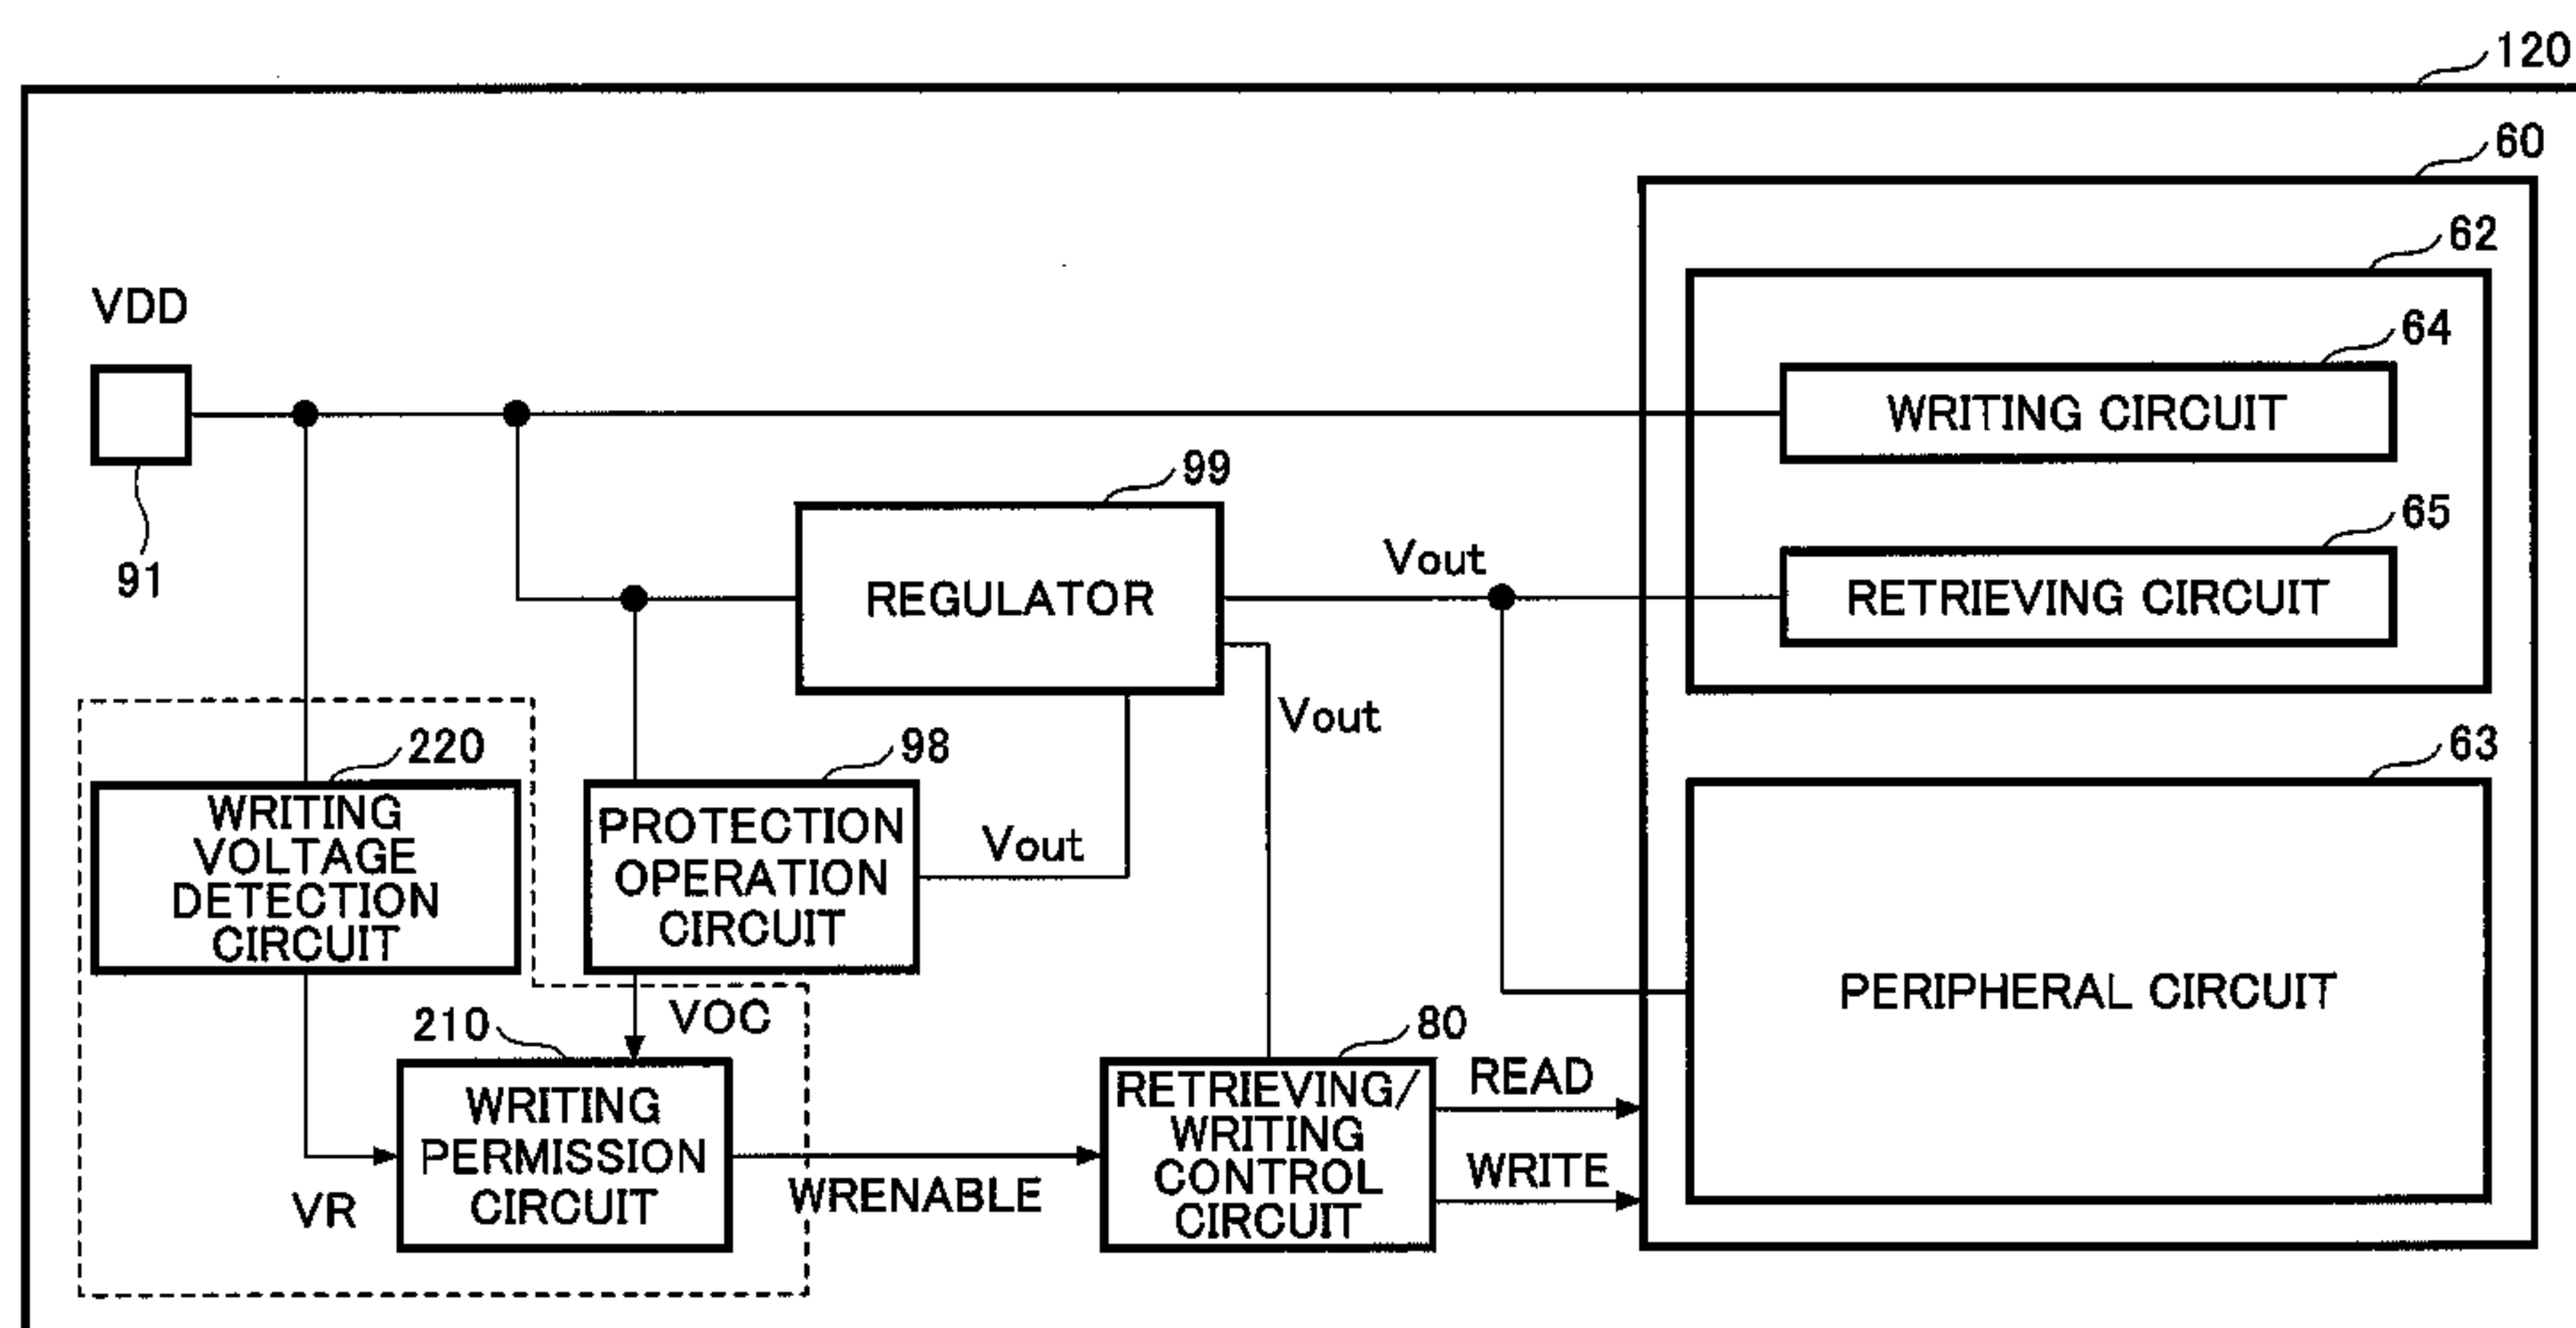 120
60
62
VDD
64
WRITING CIRCUIT
99
65
Vout
REGULATOR
RETRIEVING CIRCUIT
91
Vout
220
98
63
WRITING
VOLTAGE
DETECTION
CIRCUIT
PROTECTION
OPERATION
CIRCUIT
Vout
PERIPHERAL CIRCUIT
210
VOC
80
WRITING
PERMISSION
CIRCUIT
RETRIEVING/
WRITING
CONTROL
CIRCUIT
READ
WRITE
VR
WRENABLE